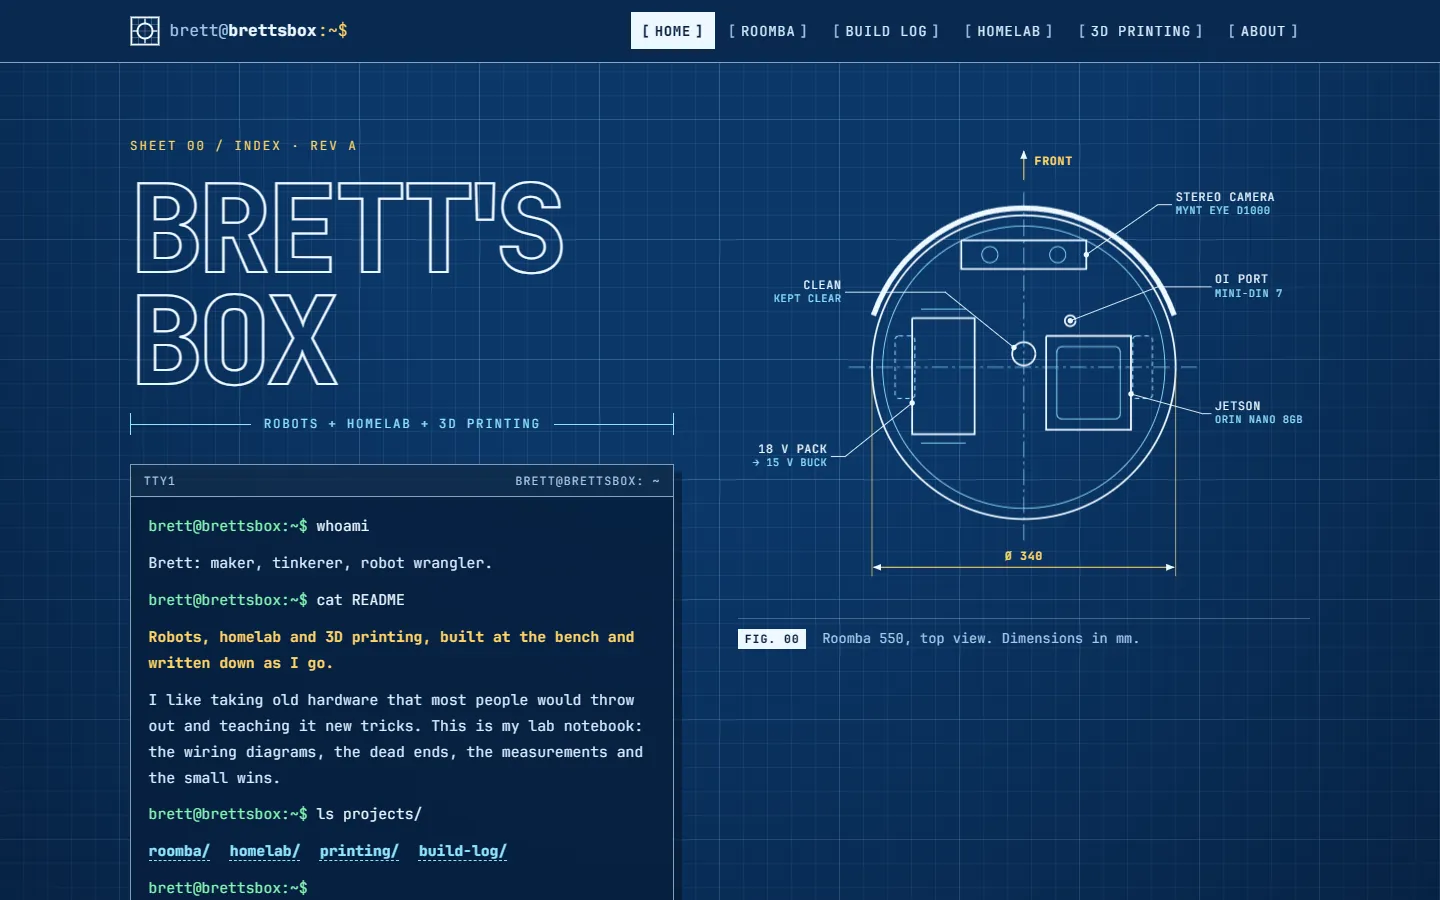 brett@brettsbox:~$
[ HOME ] [ ROOMBA ] [ BUILD LOG ] [ HOMELAB ] [ 3D PRINTING ] [ ABOUT ]
SHEET 00 / INDEX · REV A
BRETT'S
BOX
ROBOTS + HOMELAB + 3D PRINTING
TTY1
BRETT@BRETTSBOX: ~
brett@brettsbox:~$ whoami
Brett: maker, tinkerer, robot wrangler.
brett@brettsbox:~$ cat README
Robots, homelab and 3D printing, built at the bench and
written down as I go.
I like taking old hardware that most people would throw
out and teaching it new tricks. This is my lab notebook:
the wiring diagrams, the dead ends, the measurements and
the small wins.
brett@brettsbox:~$ ls projects/
roomba/ homelab/ printing/ build-log/
brett@brettsbox:~$
FRONT
STEREO CAMERA
MYNT EYE D1000
CLEAN
KEPT CLEAR
OI PORT
MINI-DIN 7
JETSON
ORIN NANO 8GB
18 V PACK
→ 15 V BUCK
Ø 340
FIG. 00
Roomba 550, top view. Dimensions in mm.